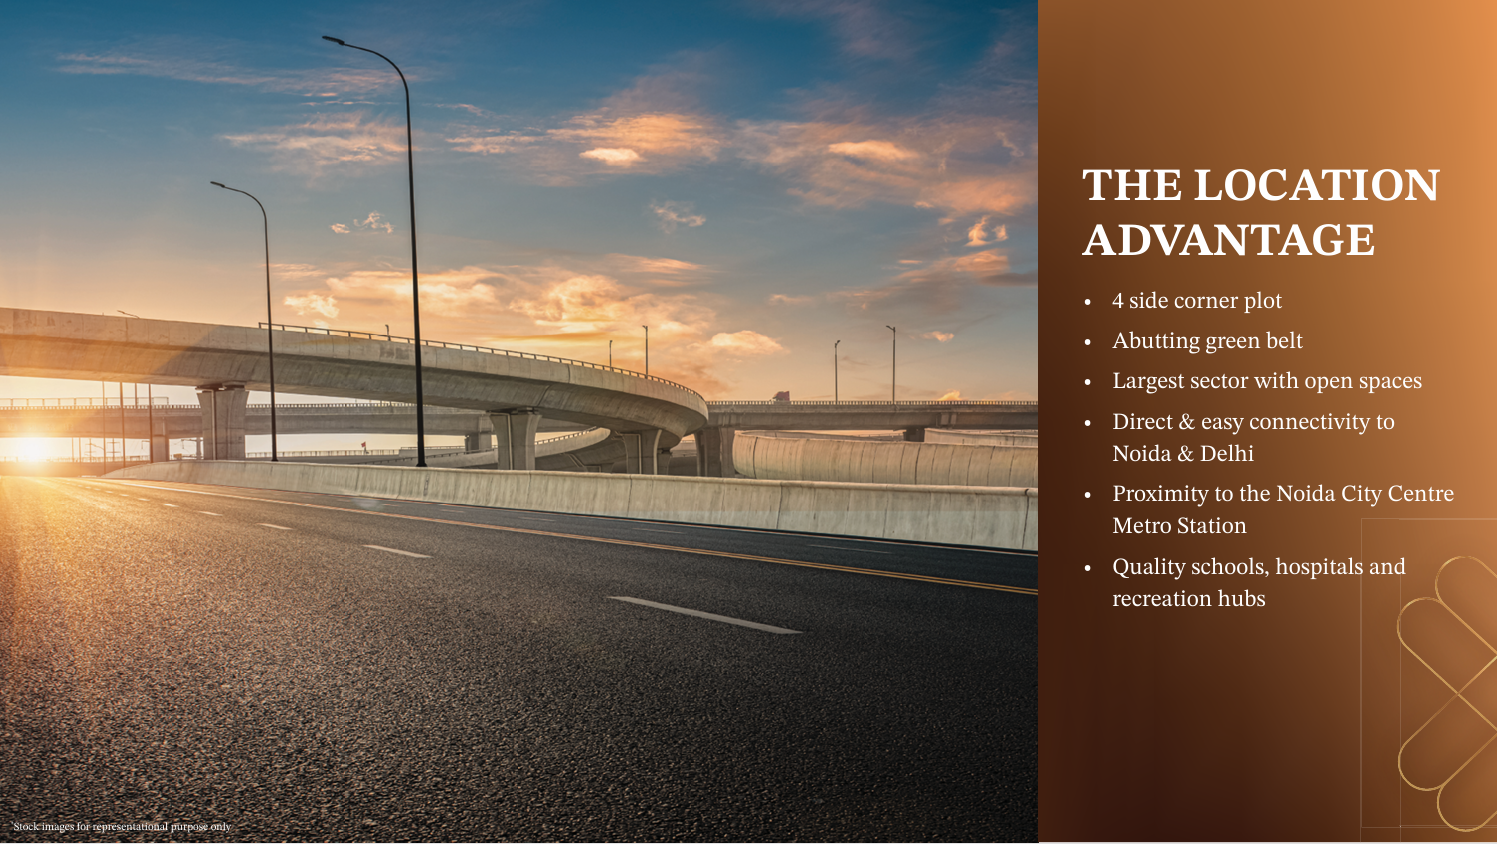 THE LOCATION
ADVANTAGE
• 4 side corner plot
• Abutting green belt
• Largest sector with open spaces
• Direct & easy connectivity to
Noida & Delhi
• Proximity to the Noida City Centre
Metro Station
• Quality schools, hospitals and
recreation hubs
*Stock images for representational purpose only